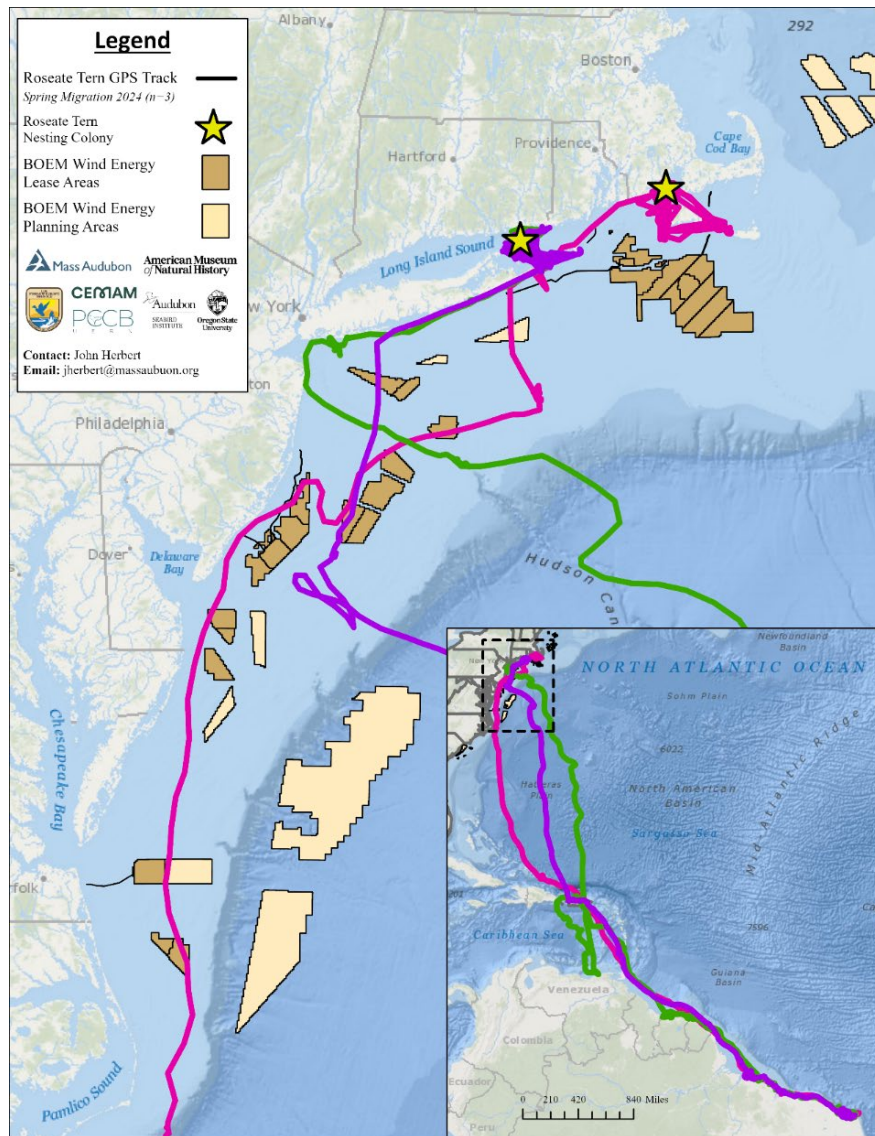 Legend
Roseate Tern GPS Track
Spring Migration 2024 (n=3)
Roseate Tern
Nesting Colony
BOEM Wind Energy
Lease Areas
BOEM Wind Energy
Planning Areas
Mass Audubon
American Museum
of Natural History
CEMAM
PCCB
Audubon
SEABIRD
INSTITUTE
Oregon State
University
Contact: John Herbert
Email: jherbert@massaubuon.org
Albany
292
Boston
Cape
Cod Bay
Providence
Hartford
Long Island Sound
New York
Philadelphia
Dover
Delaware
Bay
Hudson Can
Chesapeake Bay
folk
Pamlico Sound
Newfoundland
Basin
NORTH ATLANTIC OCEAN
Sohm Plain
6022
Mid-Atlantic Ridge
Hatteras
Plain
North American
Basin
Sargasso Sea
Caribbean Sea
7596
Guiana
Basin
Venezuela
Colombia
Ecuador
Peru
0 210 420 840 Miles